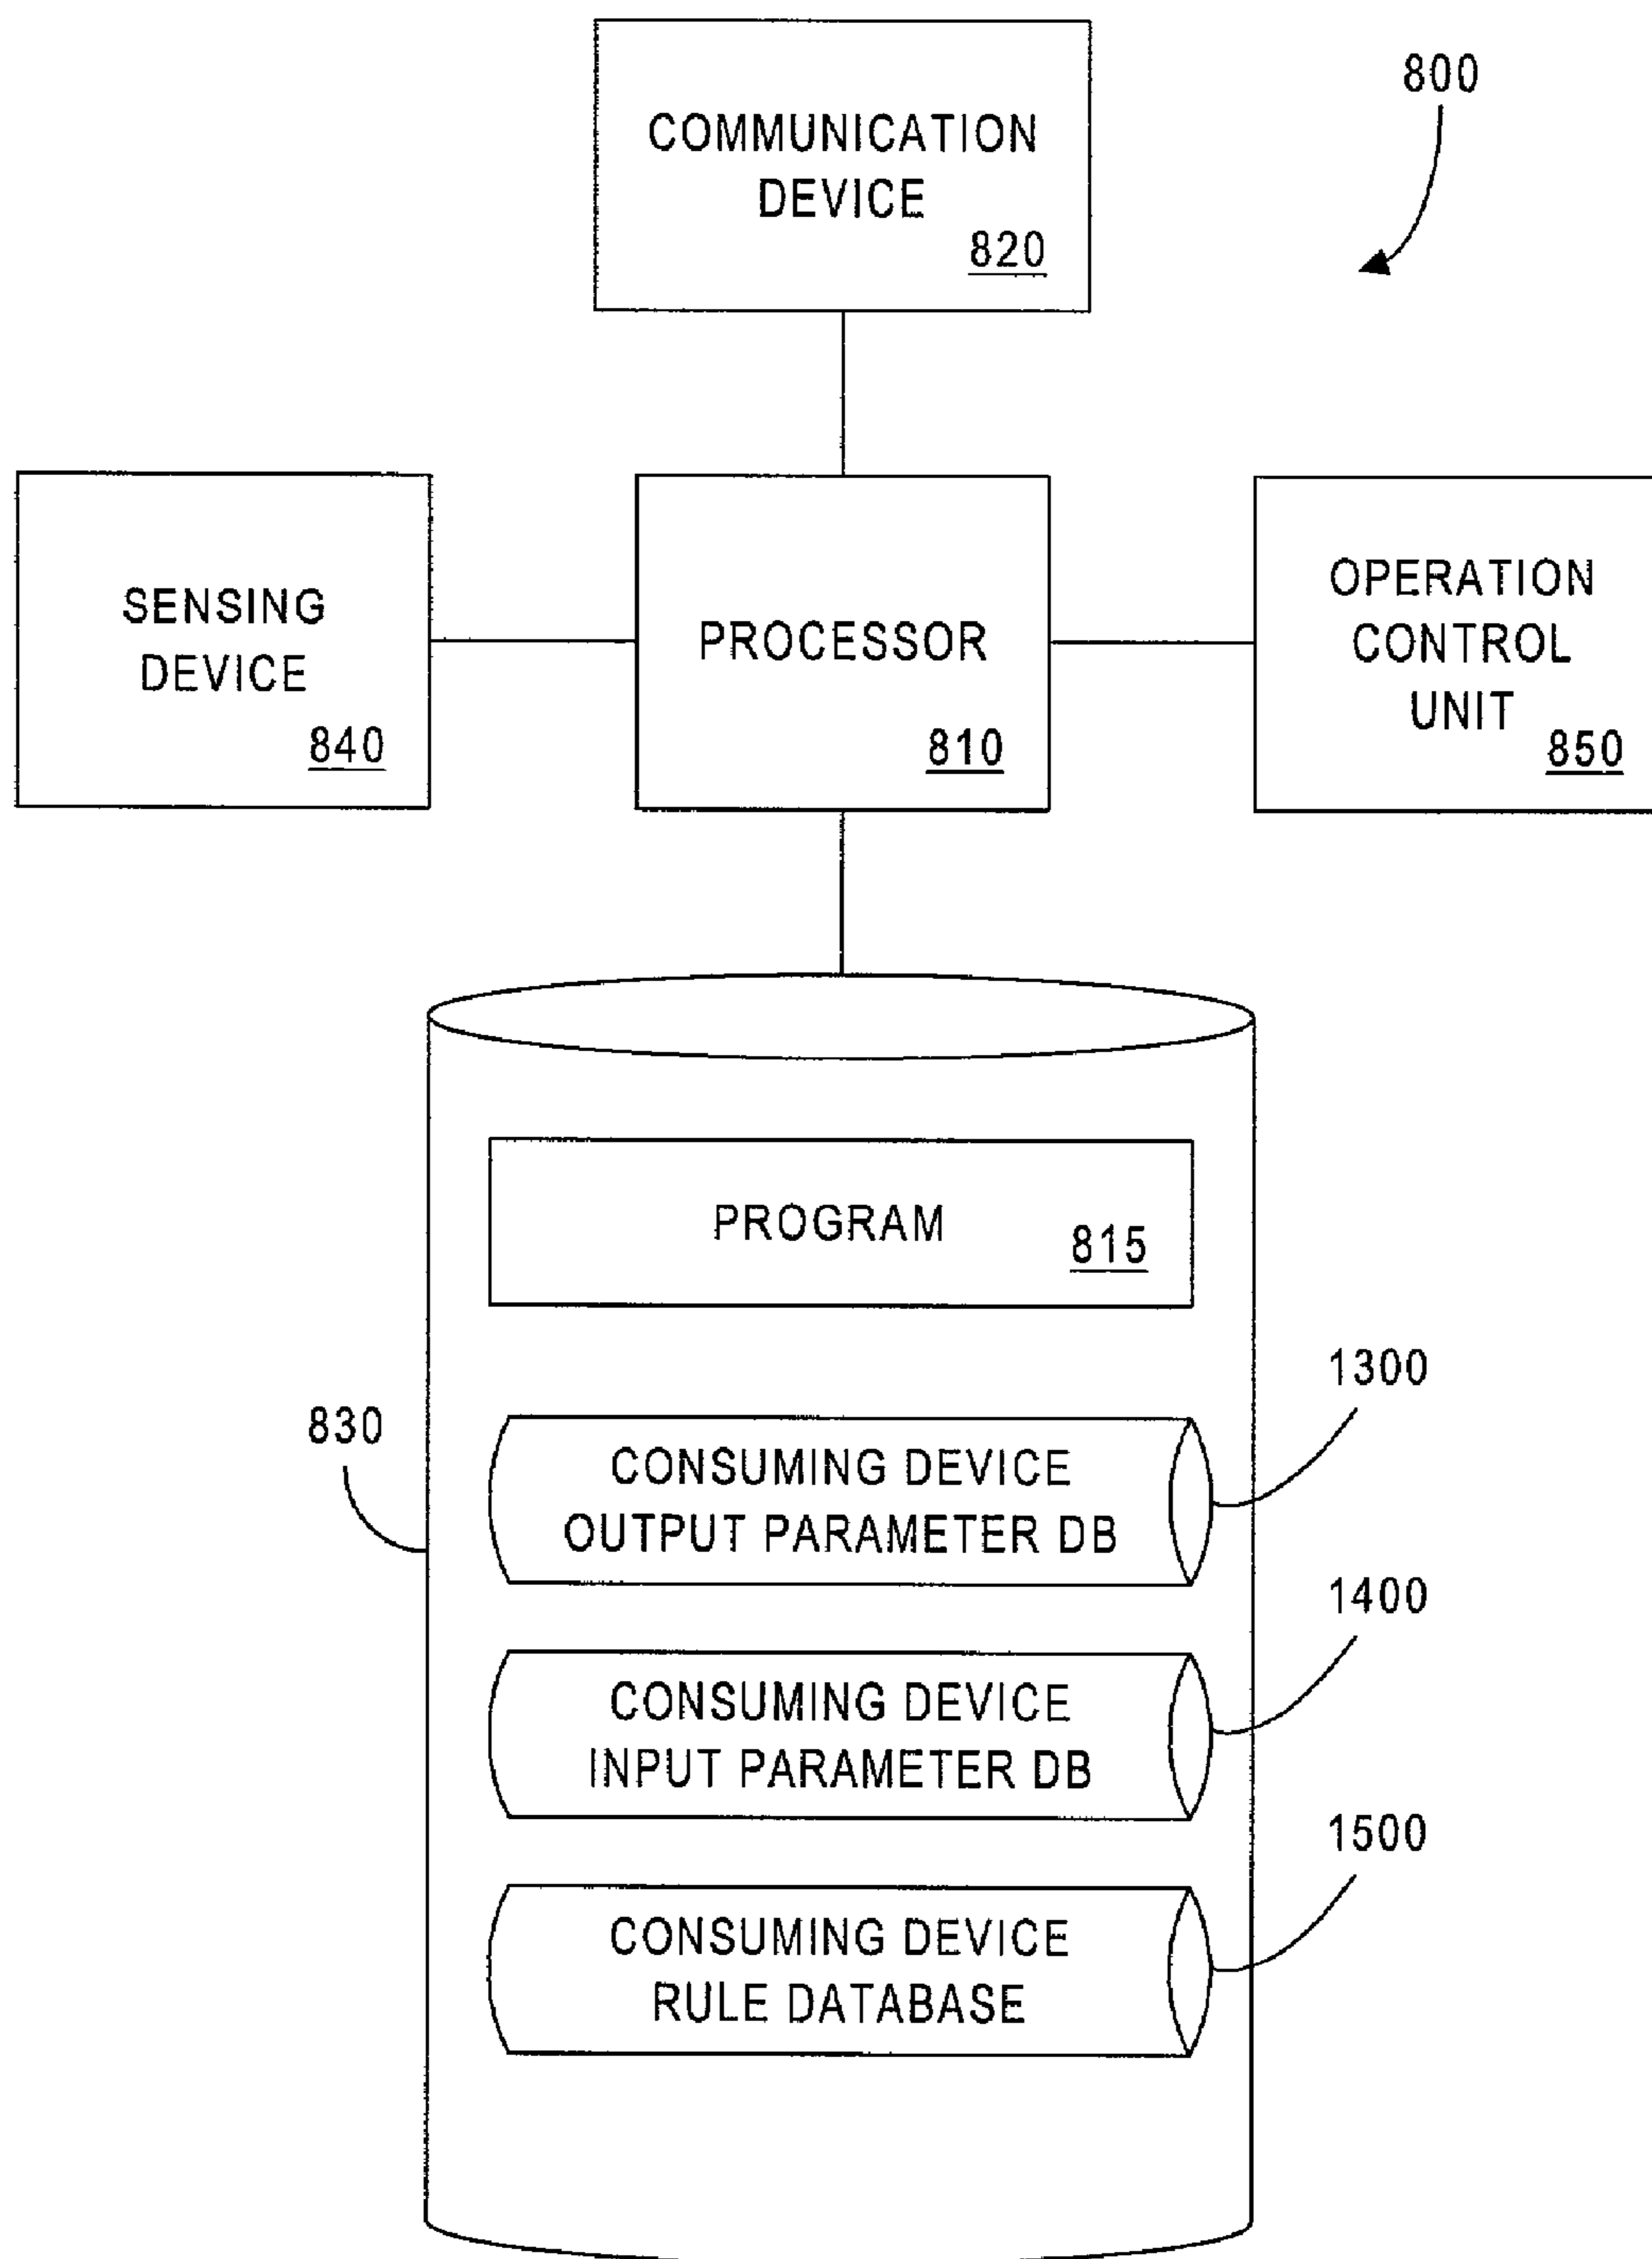 800
COMMUNICATION
DEVICE
820
SENSING
DEVICE
840
PROCESSOR
810
OPERATION
CONTROL
UNIT
850
PROGRAM
815
830
1300
CONSUMING DEVICE
OUTPUT PARAMETER DB
1400
CONSUMING DEVICE
INPUT PARAMETER DB
1500
CONSUMING DEVICE
RULE DATABASE